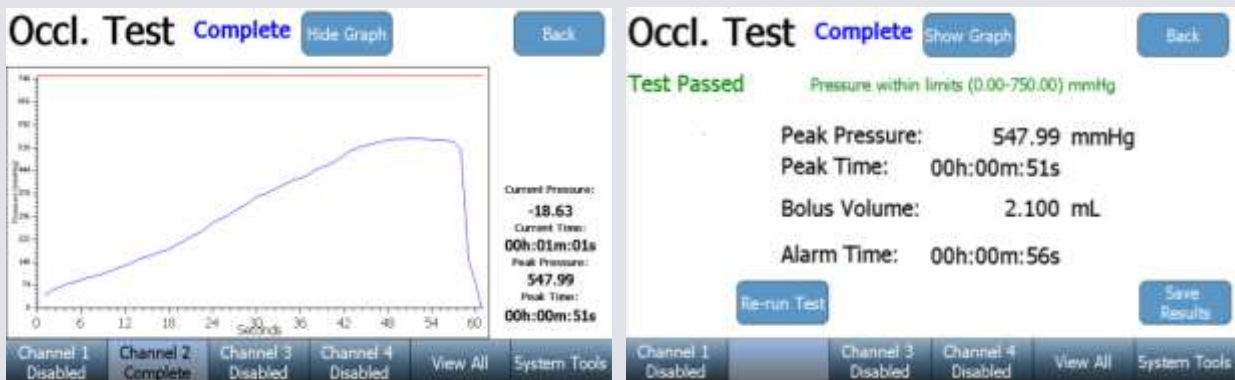 Occl. Test Complete Hide Graph Back
Pressure (mmHg)
0 6 12 18 24 30 36 42 48 54 60
Seconds
Current Pressure:
-18.63
Current Time:
00h:01m:01s
Peak Pressure:
547.99
Peak Time:
00h:00m:51s
Channel 1 Disabled
Channel 2 Complete
Channel 3 Disabled
Channel 4 Disabled
View All
System Tools
Occl. Test Complete Show Graph Back
Test Passed Pressure within limits (0.00-750.00) mmHg
Peak Pressure: 547.99 mmHg
Peak Time: 00h:00m:51s
Bolus Volume: 2.100 mL
Alarm Time: 00h:00m:56s
Re-run Test
Save
Results
Channel 1
Disabled
Channel 3
Disabled
Channel 4
Disabled
View All
System Tools